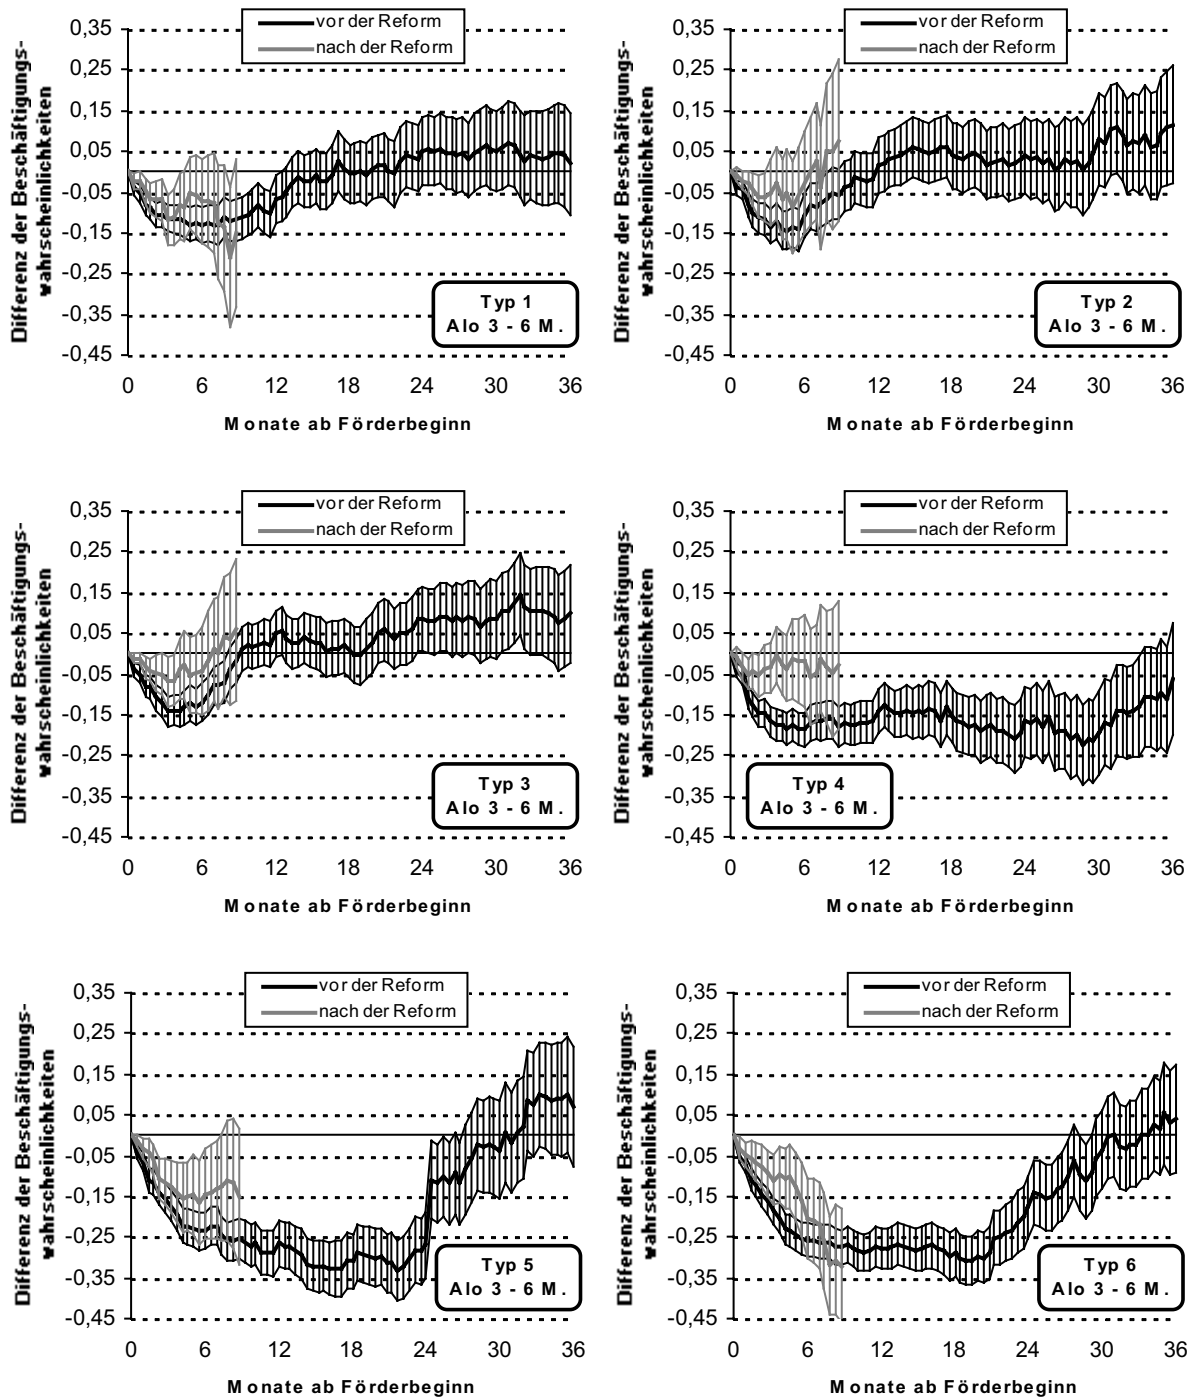 vor der Reform
nach der Reform
0,35
0,25
0,15
0,05
-0,05
-0,15
-0,25
-0,35
-0,45
Differenz der Beschäftigungs-
wahrscheinlichkeiten
Typ 1
Alo 3 - 6 M.
0 6 12 18 24 30 36
Monate ab Förderbeginn
vor der Reform
nach der Reform
0,35
0,25
0,15
0,05
-0,05
-0,15
-0,25
-0,35
-0,45
Differenz der Beschäftigungs-
wahrscheinlichkeiten
Typ 2
Alo 3 - 6 M.
0 6 12 18 24 30 36
Monate ab Förderbeginn
vor der Reform
nach der Reform
0,35
0,25
0,15
0,05
-0,05
-0,15
-0,25
-0,35
-0,45
Differenz der Beschäftigungs-
wahrscheinlichkeiten
Typ 3
Alo 3 - 6 M.
0 6 12 18 24 30 36
Monate ab Förderbeginn
vor der Reform
nach der Reform
0,35
0,25
0,15
0,05
-0,05
-0,15
-0,25
-0,35
-0,45
Differenz der Beschäftigungs-
wahrscheinlichkeiten
Typ 4
Alo 3 - 6 M.
0 6 12 18 24 30 36
Monate ab Förderbeginn
vor der Reform
nach der Reform
0,35
0,25
0,15
0,05
-0,05
-0,15
-0,25
-0,35
-0,45
Differenz der Beschäftigungs-
wahrscheinlichkeiten
Typ 5
Alo 3 - 6 M.
0 6 12 18 24 30 36
Monate ab Förderbeginn
vor der Reform
nach der Reform
0,35
0,25
0,15
0,05
-0,05
-0,15
-0,25
-0,35
-0,45
Differenz der Beschäftigungs-
wahrscheinlichkeiten
Typ 6
Alo 3 - 6 M.
0 6 12 18 24 30 36
Monate ab Förderbeginn